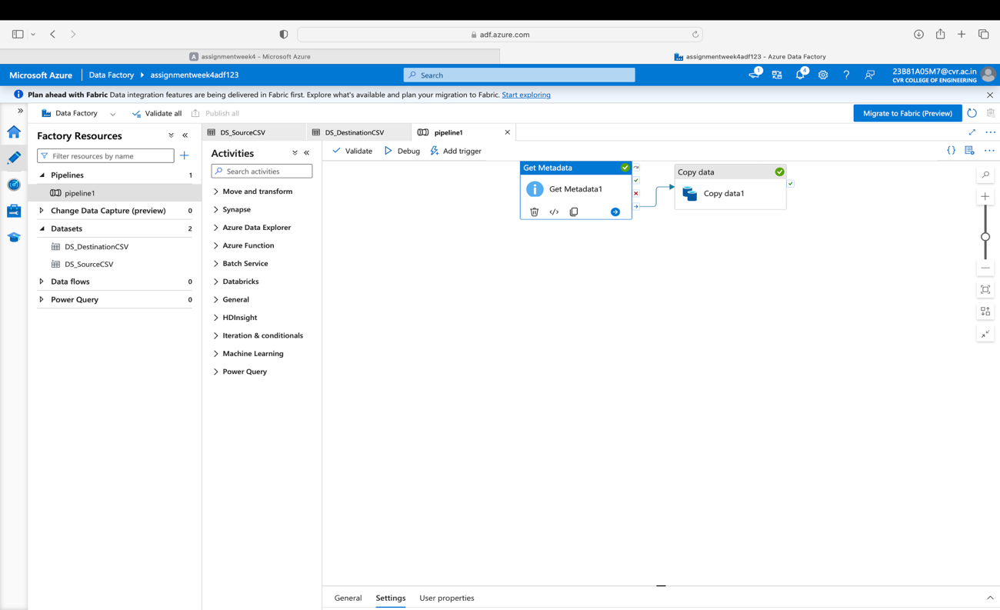 adf.azure.com
A assignmentweek4 - Microsoft Azure
assignmentweek4adf123 - Azure Data Factory
Microsoft Azure
Data Factory
assignmentweek4adf123
Search
1
4
23B81A05M7@cvr.ac.in
CVR COLLEGE OF ENGINEERING
Plan ahead with Fabric Data integration features are being delivered in Fabric first. Explore what's available and plan your migration to Fabric. Start exploring
Data Factory
Validate all
Publish all
Migrate to Fabric (Preview)
Factory Resources
Filter resources by name
Pipelines 1
pipeline1
Change Data Capture (preview) 0
Datasets 2
DS_DestinationCSV
DS_SourceCSV
Data flows 0
Power Query 0
DS_SourceCSV
DS_DestinationCSV
pipeline1
Activities
Search activities
Move and transform
Synapse
Azure Data Explorer
Azure Function
Batch Service
Databricks
General
HDInsight
Iteration & conditionals
Machine Learning
Power Query
Validate
Debug
Add trigger
Get Metadata
Get Metadata1
Copy data
Copy data1
General
Settings
User properties